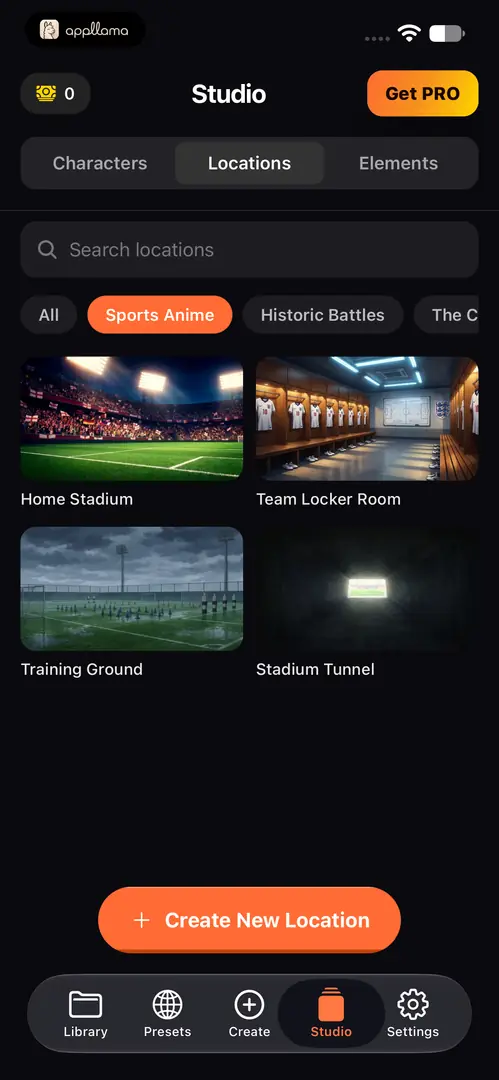 appllama
0
Studio
Get PRO
Characters
Locations
Elements
Search locations
All
Sports Anime
Historic Battles
The C
Home Stadium
Team Locker Room
Training Ground
Stadium Tunnel
+ Create New Location
Library
Presets
Create
Studio
Settings